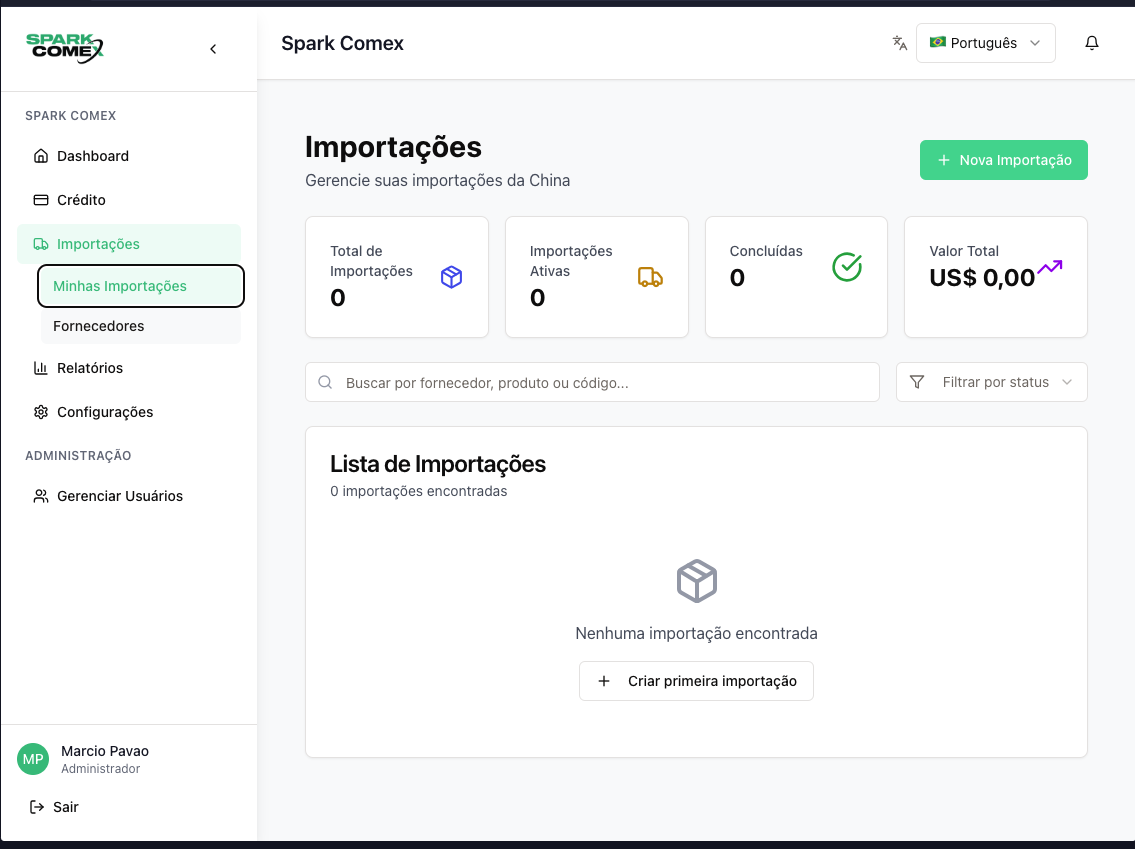 SPARK
COMEX
Spark Comex
Português
SPARK COMEX
Dashboard
Crédito
Importações
Minhas Importações
Fornecedores
Relatórios
Configurações
ADMINISTRAÇÃO
Gerenciar Usuários
MP
Marcio Pavao
Administrador
Sair
Importações
Gerencie suas importações da China
Nova Importação
Total de
Importações
0
Importações
Ativas
0
Concluídas
0
Valor Total
US$ 0,00
Buscar por fornecedor, produto ou código...
Filtrar por status
Lista de Importações
0 importações encontradas
Nenhuma importação encontrada
Criar primeira importação